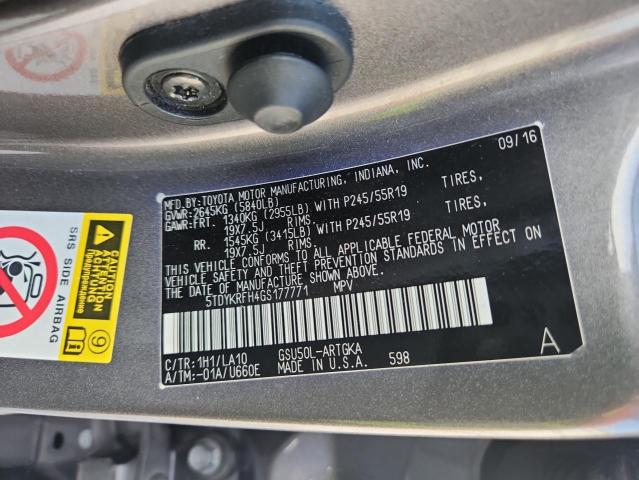 09/16
MFD.BY:TOYOTA MOTOR MANUFACTURING, INDIANA, INC.
GVWR:2645KG (5840LB)
GAWR:FRT. 1340KG (2955LB) WITH P245/55R19 TIRES,
19X7.5J RIMS.
RR. 1545KG (3415LB) WITH P245/55R19 TIRES,
19X7.5J RIMS.
THIS VEHICLE CONFORMS TO ALL APPLICABLE FEDERAL MOTOR
VEHICLE SAFETY AND THEFT PREVENTION STANDARDS IN EFFECT ON
THE DATE OF MANUFACTURE SHOWN ABOVE.
5TDYKRFH4GS177771 MPV
C/TR:1H1/LA10 GSU50L-ARTGKA A
A/TM:-01A/U660E MADE IN U.S.A. 598
SRS SIDE AIRBAG
CAUTION
9